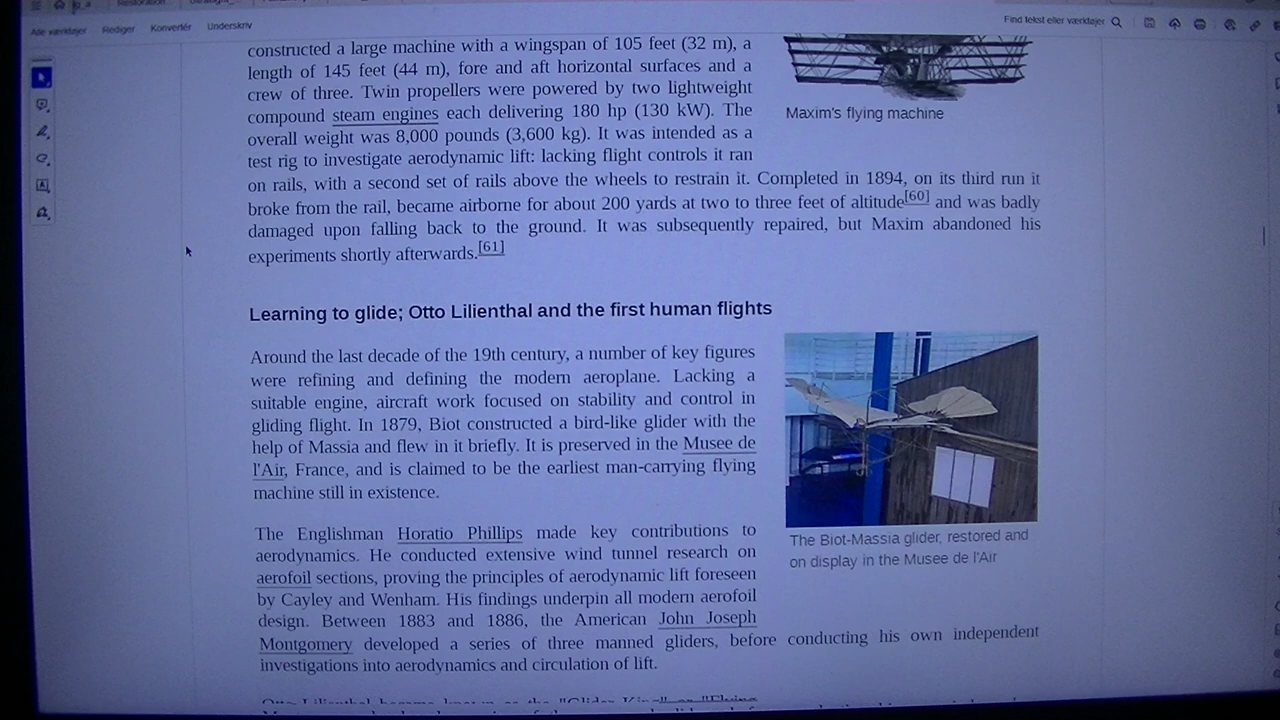 Alle værktøjer Rediger Konvertér Underskriv
Find tekst eller værktøjer
constructed a large machine with a wingspan of 105 feet (32 m), a
length of 145 feet (44 m), fore and aft horizontal surfaces and a
crew of three. Twin propellers were powered by two lightweight
compound steam engines each delivering 180 hp (130 kW). The
overall weight was 8,000 pounds (3,600 kg). It was intended as a
test rig to investigate aerodynamic lift: lacking flight controls it ran
on rails, with a second set of rails above the wheels to restrain it. Completed in 1894, on its third run it
broke from the rail, became airborne for about 200 yards at two to three feet of altitude[60] and was badly
damaged upon falling back to the ground. It was subsequently repaired, but Maxim abandoned his
experiments shortly afterwards.[61]
Maxim's flying machine
Learning to glide; Otto Lilienthal and the first human flights
Around the last decade of the 19th century, a number of key figures
were refining and defining the modern aeroplane. Lacking a
suitable engine, aircraft work focused on stability and control in
gliding flight. In 1879, Biot constructed a bird-like glider with the
help of Massia and flew in it briefly. It is preserved in the Musee de
l'Air, France, and is claimed to be the earliest man-carrying flying
machine still in existence.
The Biot-Massia glider, restored and
on display in the Musee de l'Air
The Englishman Horatio Phillips made key contributions to
aerodynamics. He conducted extensive wind tunnel research on
aerofoil sections, proving the principles of aerodynamic lift foreseen
by Cayley and Wenham. His findings underpin all modern aerofoil
design. Between 1883 and 1886, the American John Joseph
Montgomery developed a series of three manned gliders, before conducting his own independent
investigations into aerodynamics and circulation of lift.